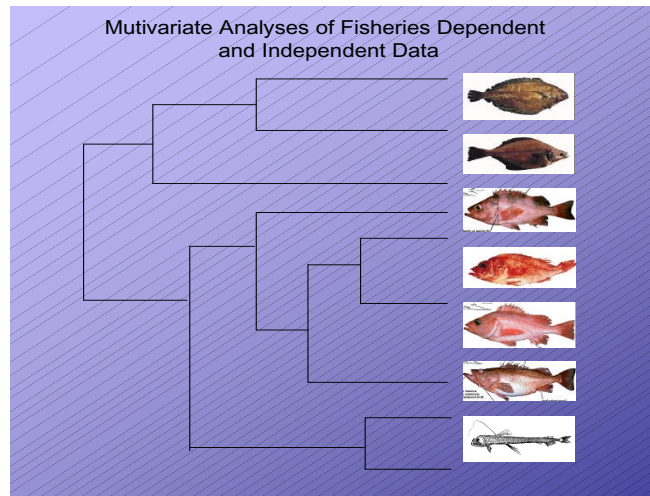 Mutivariate Analyses of Fisheries Dependent
and Independent Data